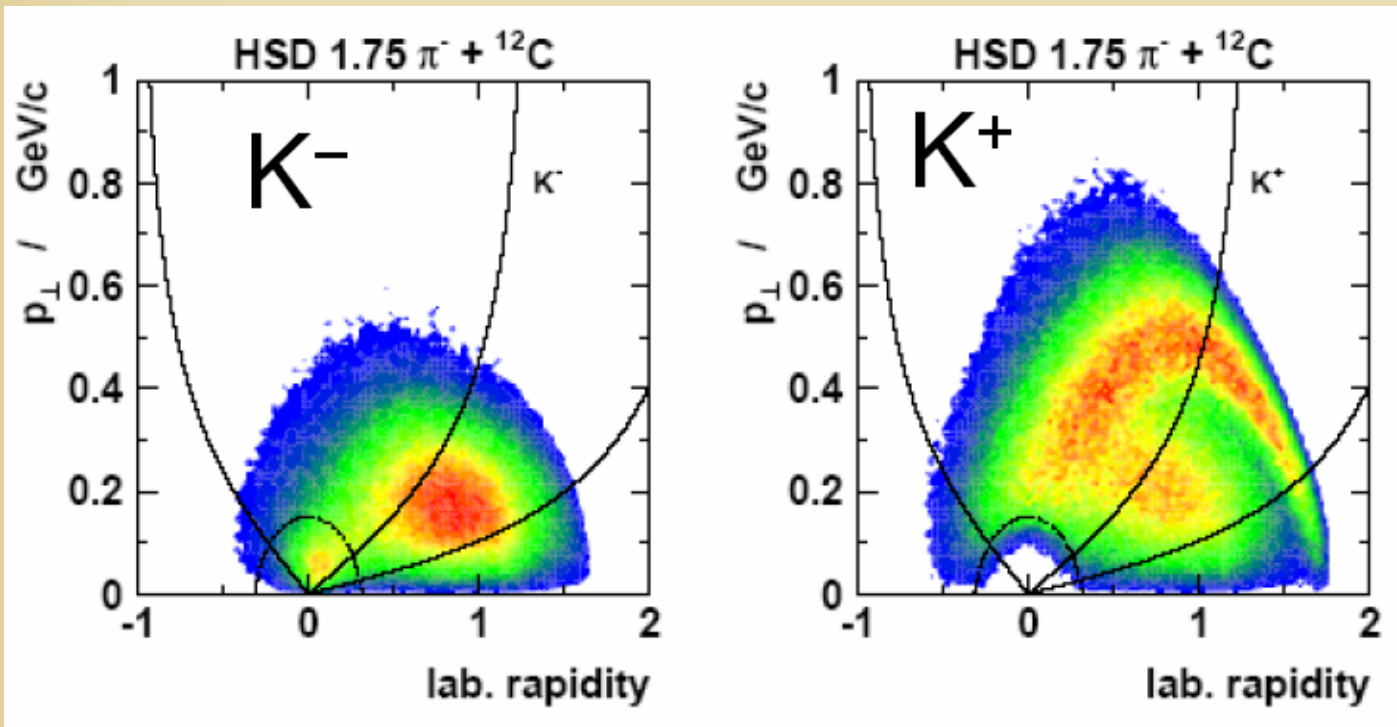 HSD 1.75 π⁻ + ¹²C
p⊥ / GeV/c
1
0.8
0.6
0.4
0.2
0
K⁻
K⁻
-1 0 1 2
lab. rapidity
HSD 1.75 π⁻ + ¹²C
p⊥ / GeV/c
1
0.8
0.6
0.4
0.2
0
K⁺
K⁺
-1 0 1 2
lab. rapidity